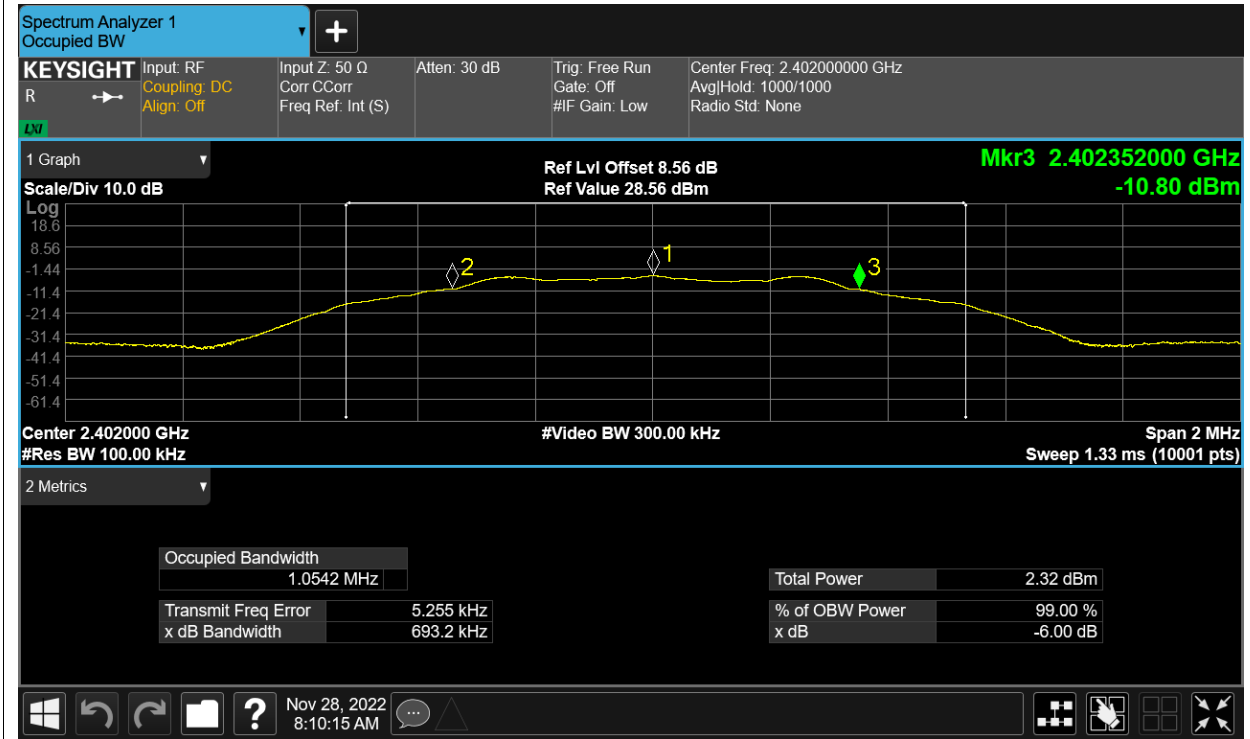 Spectrum Analyzer 1
Occupied BW
KEYSIGHT Input: RF Input Z: 50 Ω Atten: 30 dB Trig: Free Run Center Freq: 2.402000000 GHz
R Coupling: DC Corr CCorr Gate: Off Avg|Hold: 1000/1000
Align: Off Freq Ref: Int (S) #IF Gain: Low Radio Std: None
LXI
1 Graph Ref Lvl Offset 8.56 dB Mkr3 2.402352000 GHz
Scale/Div 10.0 dB Ref Value 28.56 dBm -10.80 dBm
Log
18.6
8.56
1
-1.44
2 3
-11.4
-21.4
-31.4
-41.4
-51.4
-61.4
Center 2.402000 GHz #Video BW 300.00 kHz Span 2 MHz
#Res BW 100.00 kHz Sweep 1.33 ms (10001 pts)
2 Metrics
Occupied Bandwidth
1.0542 MHz Total Power 2.32 dBm
Transmit Freq Error 5.255 kHz % of OBW Power 99.00 %
x dB Bandwidth 693.2 kHz x dB -6.00 dB
? Nov 28, 2022
8:10:15 AM